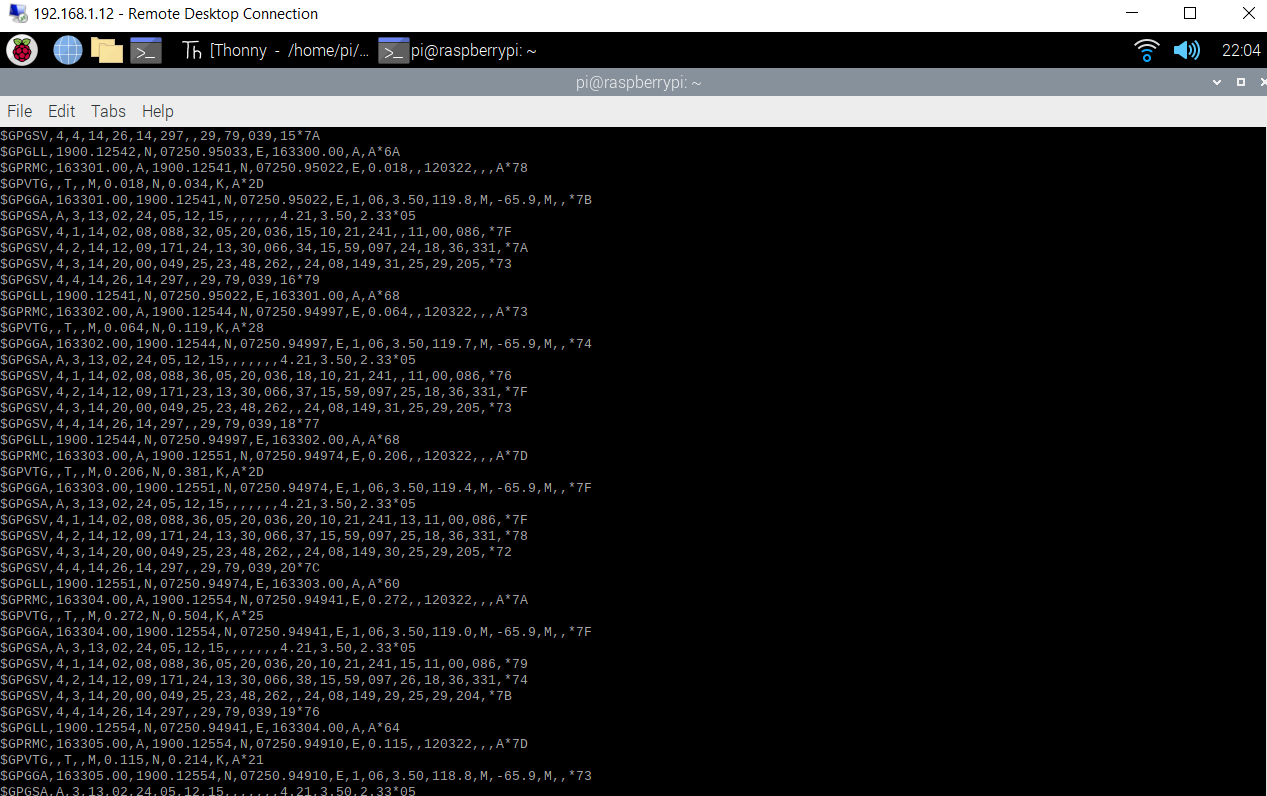 192.168.1.12 - Remote Desktop Connection
[Thonny - /home/pi/... pi@raspberrypi: ~ 22:04
pi@raspberrypi: ~
File Edit Tabs Help
$GPGSV,4,4,14,26,14,297,,29,79,039,15*7A
$GPGLL,1900.12542,N,07250.95033,E,163300.00,A,A*6A
$GPRMC,163301.00,A,1900.12541,N,07250.95022,E,0.018,,120322,,,A*78
$GPVTG,,T,,M,0.018,N,0.034,K,A*2D
$GPGGA,163301.00,1900.12541,N,07250.95022,E,1,06,3.50,119.8,M,-65.9,M,,*7B
$GPGSA,A,3,13,02,24,05,12,15,,,,,,,4.21,3.50,2.33*05
$GPGSV,4,1,14,02,08,088,32,05,20,036,15,10,21,241,,11,00,086,*7F
$GPGSV,4,2,14,12,09,171,24,13,30,066,34,15,59,097,24,18,36,331,*7A
$GPGSV,4,3,14,20,00,049,25,23,48,262,,24,08,149,31,25,29,205,*73
$GPGSV,4,4,14,26,14,297,,29,79,039,16*79
$GPGLL,1900.12541,N,07250.95022,E,163301.00,A,A*68
$GPRMC,163302.00,A,1900.12544,N,07250.94997,E,0.064,,120322,,,A*73
$GPVTG,,T,,M,0.064,N,0.119,K,A*28
$GPGGA,163302.00,1900.12544,N,07250.94997,E,1,06,3.50,119.7,M,-65.9,M,,*74
$GPGSA,A,3,13,02,24,05,12,15,,,,,,,4.21,3.50,2.33*05
$GPGSV,4,1,14,02,08,088,36,05,20,036,18,10,21,241,,11,00,086,*76
$GPGSV,4,2,14,12,09,171,23,13,30,066,37,15,59,097,25,18,36,331,*7F
$GPGSV,4,3,14,20,00,049,25,23,48,262,,24,08,149,31,25,29,205,*73
$GPGSV,4,4,14,26,14,297,,29,79,039,18*77
$GPGLL,1900.12544,N,07250.94997,E,163302.00,A,A*68
$GPRMC,163303.00,A,1900.12551,N,07250.94974,E,0.206,,120322,,,A*7D
$GPVTG,,T,,M,0.206,N,0.381,K,A*2D
$GPGGA,163303.00,1900.12551,N,07250.94974,E,1,06,3.50,119.4,M,-65.9,M,,*7F
$GPGSA,A,3,13,02,24,05,12,15,,,,,,,4.21,3.50,2.33*05
$GPGSV,4,1,14,02,08,088,36,05,20,036,20,10,21,241,13,11,00,086,*7F
$GPGSV,4,2,14,12,09,171,24,13,30,066,37,15,59,097,25,18,36,331,*78
$GPGSV,4,3,14,20,00,049,25,23,48,262,,24,08,149,30,25,29,205,*72
$GPGSV,4,4,14,26,14,297,,29,79,039,20*7C
$GPGLL,1900.12551,N,07250.94974,E,163303.00,A,A*60
$GPRMC,163304.00,A,1900.12554,N,07250.94941,E,0.272,,120322,,,A*7A
$GPVTG,,T,,M,0.272,N,0.504,K,A*25
$GPGGA,163304.00,1900.12554,N,07250.94941,E,1,06,3.50,119.0,M,-65.9,M,,*7F
$GPGSA,A,3,13,02,24,05,12,15,,,,,,,4.21,3.50,2.33*05
$GPGSV,4,1,14,02,08,088,36,05,20,036,20,10,21,241,15,11,00,086,*79
$GPGSV,4,2,14,12,09,171,24,13,30,066,38,15,59,097,26,18,36,331,*74
$GPGSV,4,3,14,20,00,049,25,23,48,262,,24,08,149,29,25,29,204,*7B
$GPGSV,4,4,14,26,14,297,,29,79,039,19*76
$GPGLL,1900.12554,N,07250.94941,E,163304.00,A,A*64
$GPRMC,163305.00,A,1900.12554,N,07250.94910,E,0.115,,120322,,,A*7D
$GPVTG,,T,,M,0.115,N,0.214,K,A*21
$GPGGA,163305.00,1900.12554,N,07250.94910,E,1,06,3.50,118.8,M,-65.9,M,,*73
$GPGSA,A,3,13,02,24,05,12,15,,,,,,,4.21,3.50,2.33*05